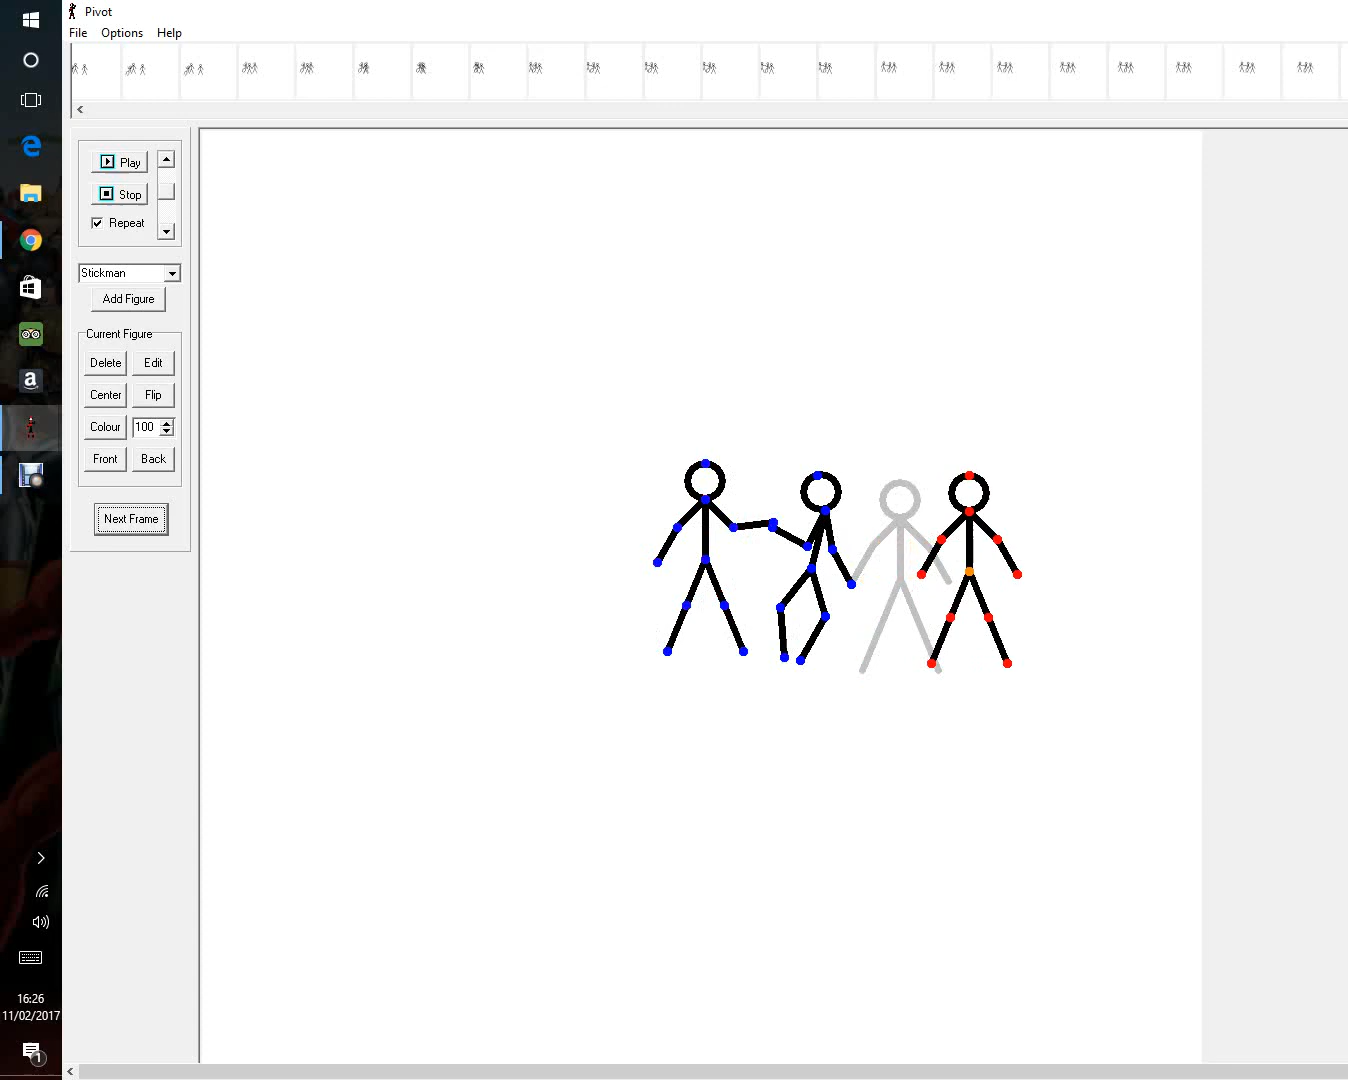 Pivot
File Options Help
Play
Stop
Repeat
Stickman
Add Figure
Current Figure
Delete Edit
Center Flip
Colour 100
Front Back
Next Frame
16:26
11/02/2017
1